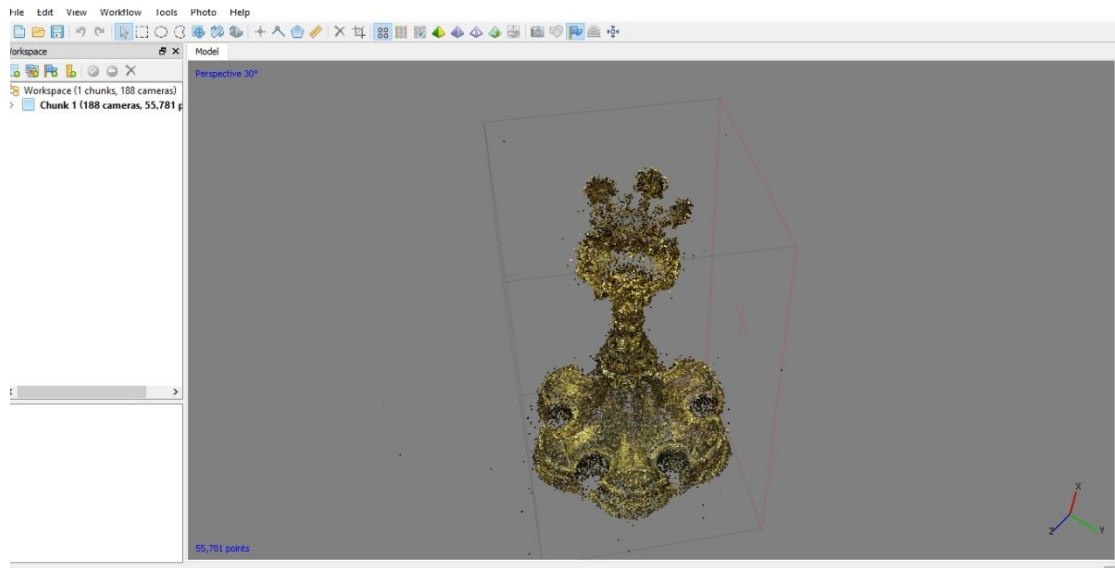 File Edit View Workflow Tools Photo Help
Workspace
Model
Workspace (1 chunks, 188 cameras)
Chunk 1 (188 cameras, 55,781 p
Perspective 30°
X
Z
Y
55,781 points